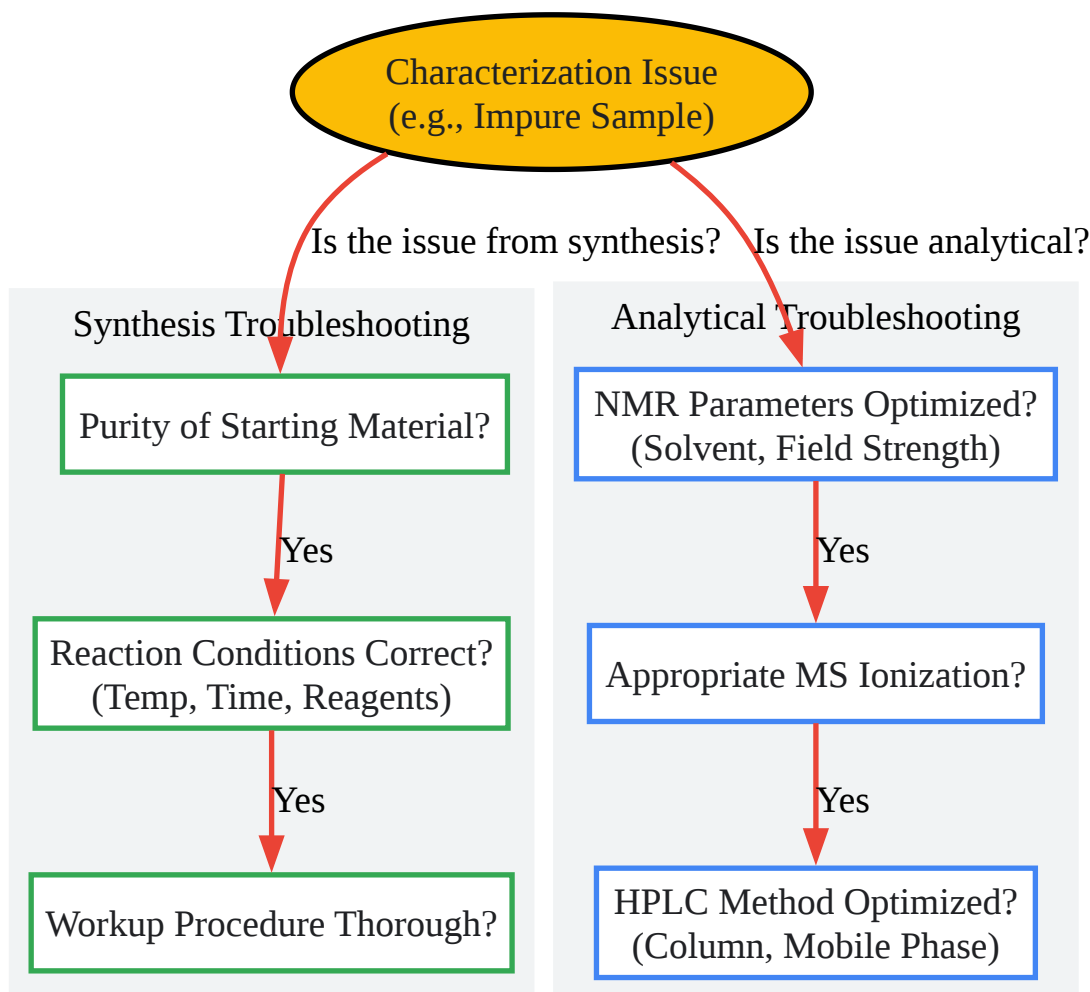 Characterization Issue
(e.g., Impure Sample)
Is the issue from synthesis?
Is the issue analytical?
Synthesis Troubleshooting
Purity of Starting Material?
Yes
Reaction Conditions Correct?
(Temp, Time, Reagents)
Yes
Workup Procedure Thorough?
Analytical Troubleshooting
NMR Parameters Optimized?
(Solvent, Field Strength)
Yes
Appropriate MS Ionization?
Yes
HPLC Method Optimized?
(Column, Mobile Phase)